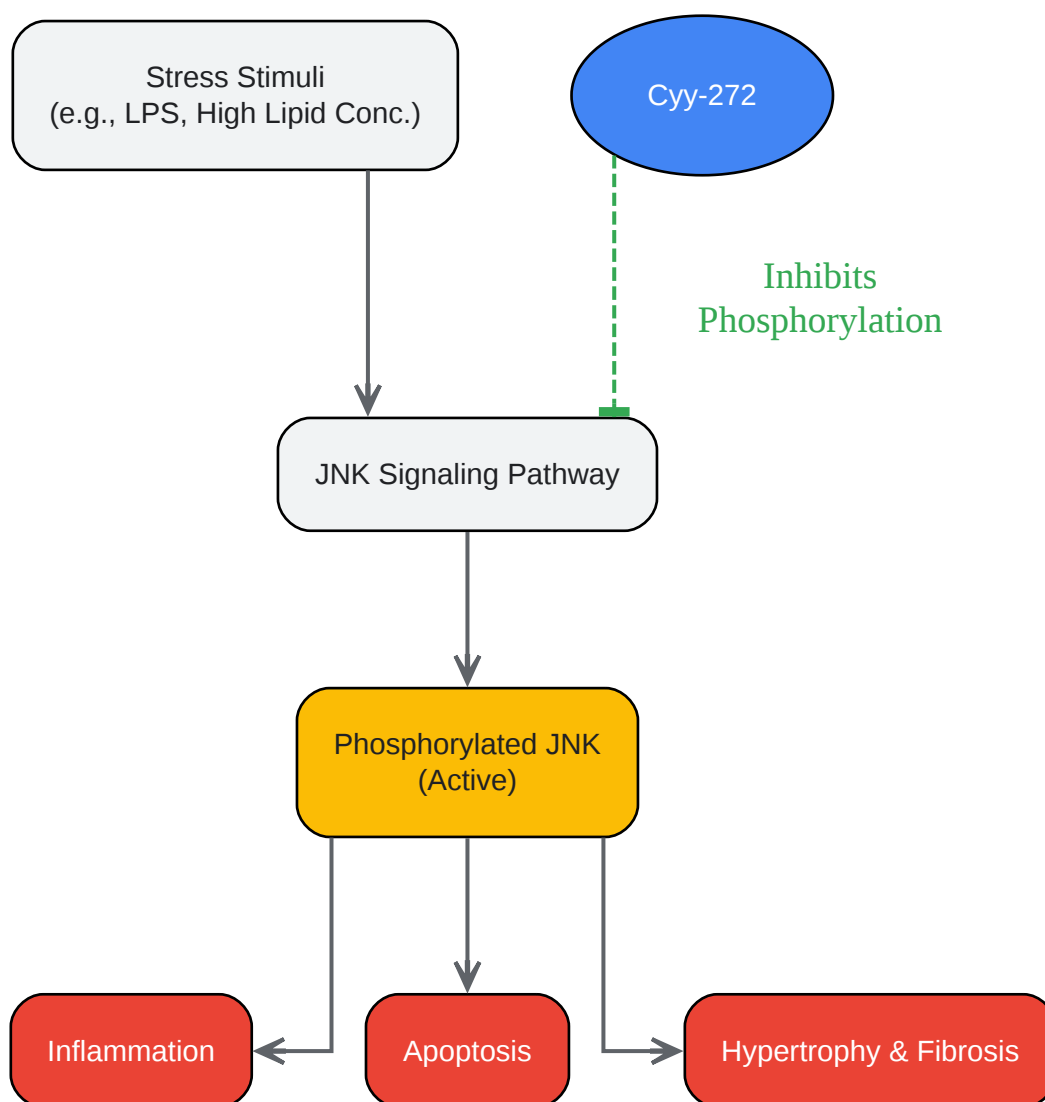 Stress Stimuli
(e.g., LPS, High Lipid Conc.)
Cyy-272
Inhibits
Phosphorylation
JNK Signaling Pathway
Phosphorylated JNK
(Active)
Inflammation
Apoptosis
Hypertrophy & Fibrosis